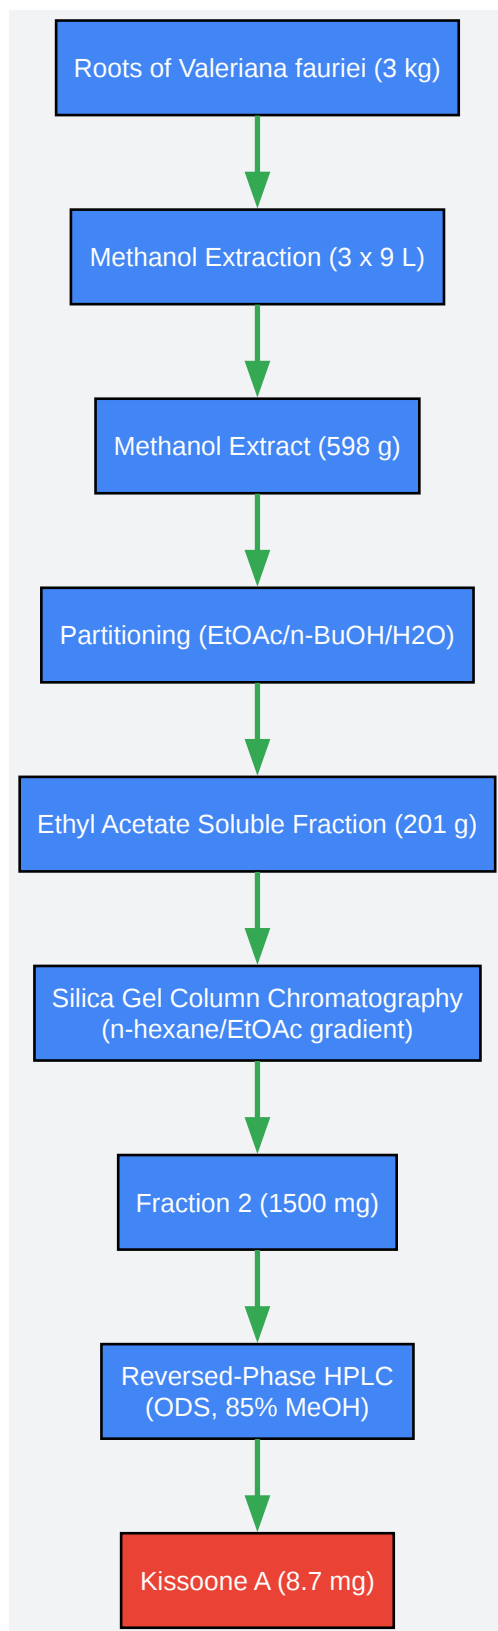 Roots of Valeriana fauriei (3 kg)
Methanol Extraction (3 x 9 L)
Methanol Extract (598 g)
Partitioning (EtOAc/n-BuOH/H2O)
Ethyl Acetate Soluble Fraction (201 g)
Silica Gel Column Chromatography
(n-hexane/EtOAc gradient)
Fraction 2 (1500 mg)
Reversed-Phase HPLC
(ODS, 85% MeOH)
Kissoone A (8.7 mg)